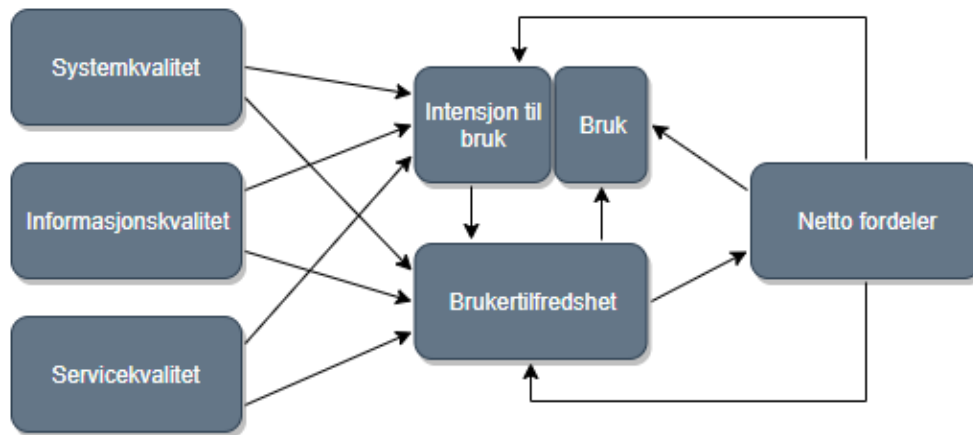 Systemkvalitet
Intensjon til
bruk
Bruk
Informasjonskvalitet
Netto fordeler
Brukertilfredshet
Servicekvalitet